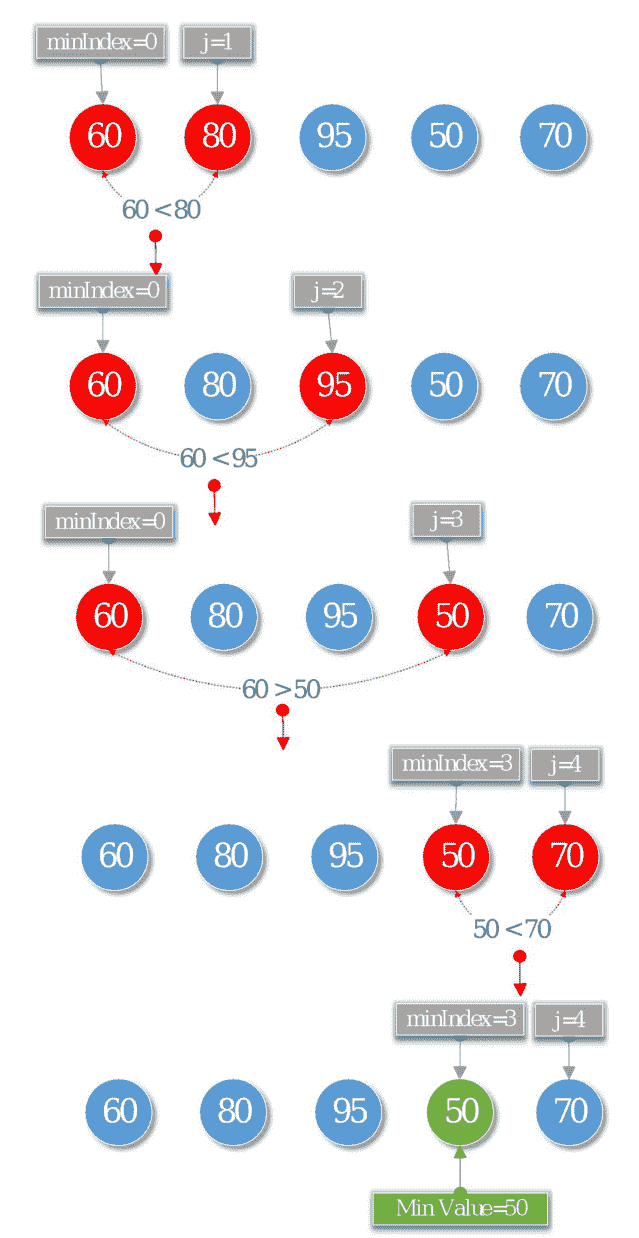 minIndex=0 j=1
60 80 95 50 70
60 < 80
minIndex=0 j=2
60 80 95 50 70
60 < 95
minIndex=0 j=3
60 80 95 50 70
60 > 50
minIndex=3 j=4
60 80 95 50 70
50 < 70
minIndex=3 j=4
60 80 95 50 70
Min Value=50